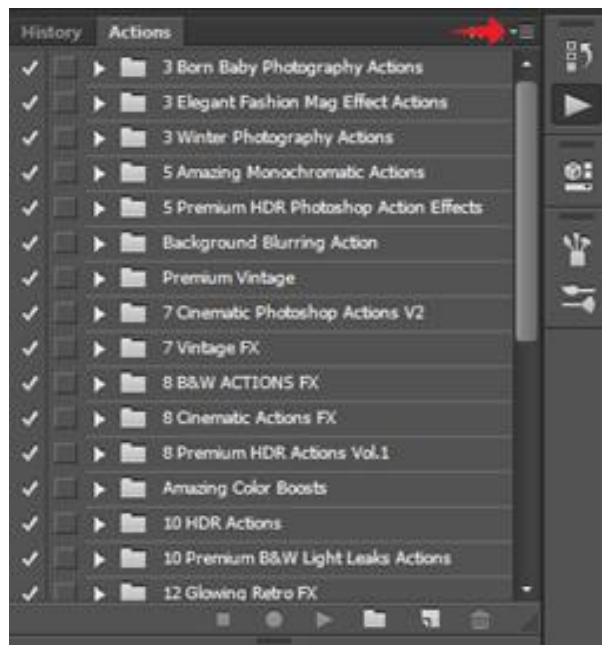 History Actions
3 Born Baby Photography Actions
3 Elegant Fashion Mag Effect Actions
3 Winter Photography Actions
5 Amazing Monochromatic Actions
5 Premium HDR Photoshop Action Effects
Background Blurring Action
Premium Vintage
7 Cinematic Photoshop Actions V2
7 Vintage FX
8 B&W ACTIONS FX
8 Cinematic Actions FX
8 Premium HDR Actions Vol.1
Amazing Color Boosts
10 HDR Actions
10 Premium B&W Light Leaks Actions
12 Glowing Retro FX